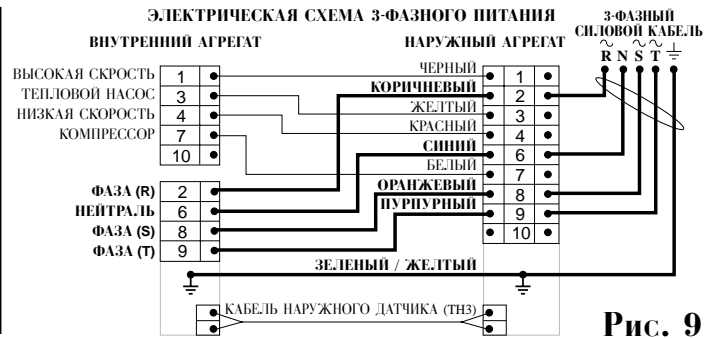 ЭЛЕКТРИЧЕСКАЯ СХЕМА 3-ФАЗНОГО ПИТАНИЯ
3-ФАЗНЫЙ
СИЛОВОЙ КАБЕЛЬ
ВНУТРЕННИЙ АГРЕГАТ
НАРУЖНЫЙ АГРЕГАТ
~ ~ ~
R N S T
ВЫСОКАЯ СКРОСТЬ 1 ЧЕРНЫЙ 1
ТЕПЛОВОЙ НАСОС 3 КОРИЧНЕВЫЙ 2
НИЗКАЯ СКОРОСТЬ 4 ЖЕЛТЫЙ 3
КОМПРЕССОР 7 КРАСНЫЙ 4
10 СИНИЙ 6
БЕЛЫЙ 7
ФАЗА (R) 2 ОРАНЖЕВЫЙ 8
НЕЙТРАЛЬ 6 ПУРПУРНЫЙ 9
ФАЗА (S) 8 10
ФАЗА (T) 9
ЗЕЛЕНЫЙ / ЖЕЛТЫЙ
КАБЕЛЬ НАРУЖНОГО ДАТЧИКА (TH3)
Рис. 9